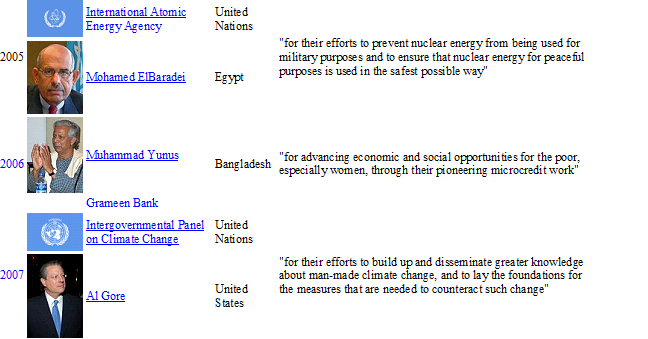 International Atomic
Energy Agency
United
Nations
2005
"for their efforts to prevent nuclear energy from being used for
military purposes and to ensure that nuclear energy for peaceful
purposes is used in the safest possible way"
Mohamed ElBaradei
Egypt
2006
Muhammad Yunus
Bangladesh
"for advancing economic and social opportunities for the poor,
especially women, through their pioneering microcredit work"
Grameen Bank
Intergovernmental Panel
on Climate Change
United
Nations
2007
"for their efforts to build up and disseminate greater knowledge
about man-made climate change, and to lay the foundations for
the measures that are needed to counteract such change"
Al Gore
United
States